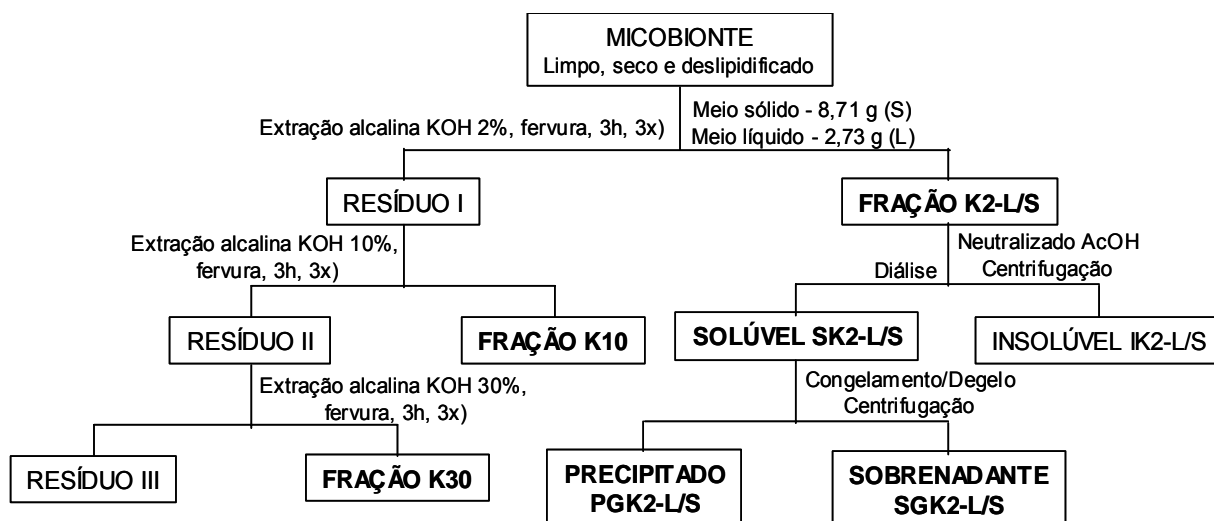 MICOBIONTE
Limpo, seco e deslipidificado
Extração alcalina KOH 2%, fervura, 3h, 3x)
Meio sólido - 8,71 g (S)
Meio líquido - 2,73 g (L)
RESÍDUO I
FRAÇÃO K2-L/S
Extração alcalina KOH 10%,
fervura, 3h, 3x)
Diálise
Neutralizado AcOH
Centrifugação
RESÍDUO II
FRAÇÃO K10
SOLÚVEL SK2-L/S
INSOLÚVEL IK2-L/S
Extração alcalina KOH 30%,
fervura, 3h, 3x)
Congelamento/Degelo
Centrifugação
RESÍDUO III
FRAÇÃO K30
PRECIPITADO
PGK2-L/S
SOBRENADANTE
SGK2-L/S